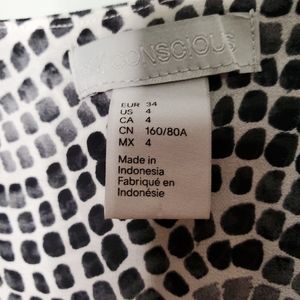 CONSCIOUS
EUR 34
US 4
CA 4
CN 160/80A
MX 4
Made in
Indonesia
Fabriqué en
Indonésie